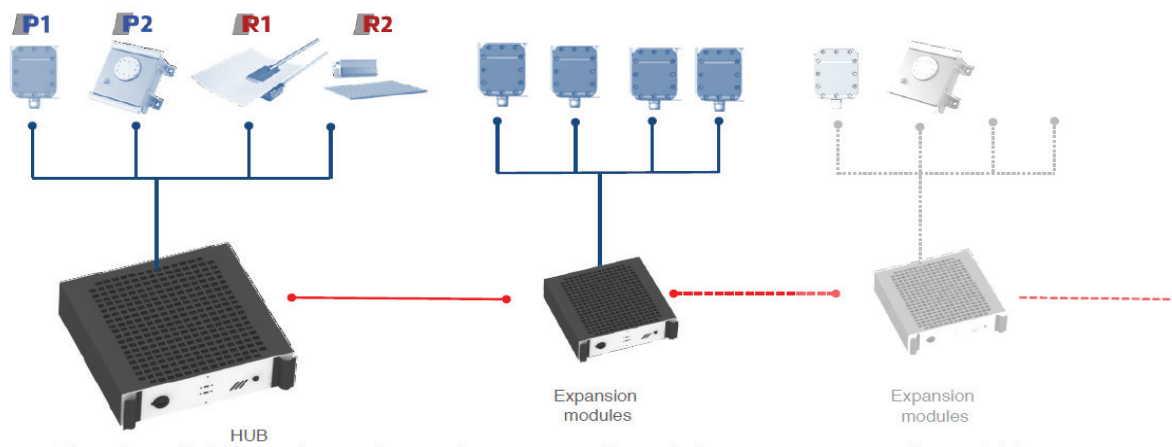 P1
P2
R1
R2
HUB
Expansion
modules
Expansion
modules